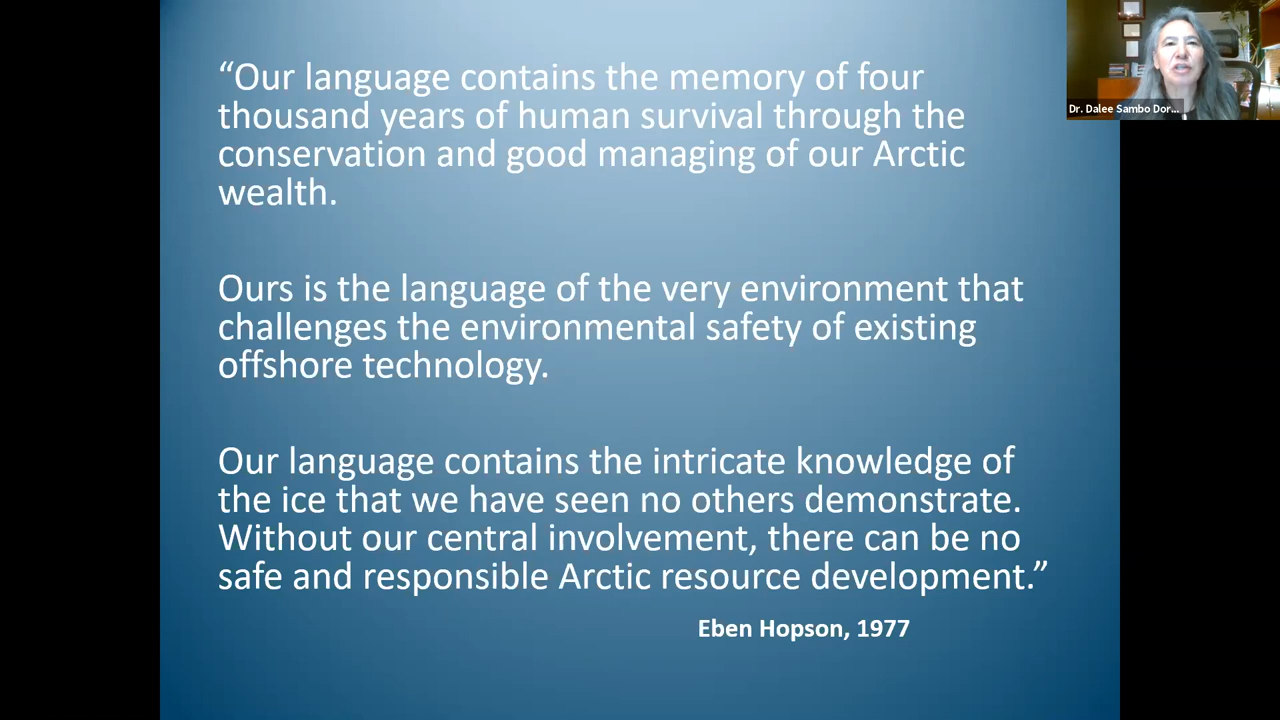 “Our language contains the memory of four
thousand years of human survival through the
conservation and good managing of our Arctic
wealth.
Ours is the language of the very environment that
challenges the environmental safety of existing
offshore technology.
Our language contains the intricate knowledge of
the ice that we have seen no others demonstrate.
Without our central involvement, there can be no
safe and responsible Arctic resource development.”
Eben Hopson, 1977
Dr. Dalee Sambo Dor...